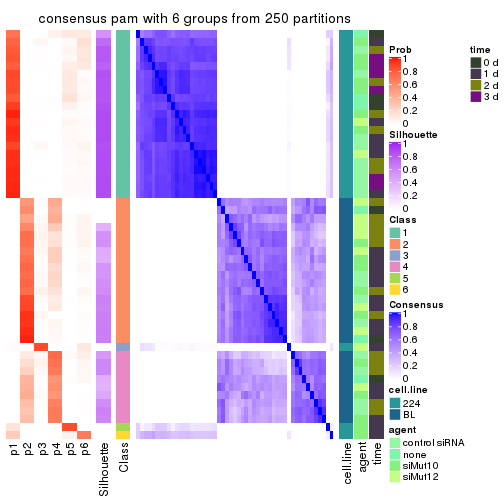 consensus pam with 6 groups from 250 partitions
Prob
1
0.8
0.6
0.4
0.2
0
Silhouette
1
0.8
0.6
0.4
0.2
0
Class
1
2
3
4
5
6
Consensus
1
0.8
0.6
0.4
0.2
0
cell.line
224
BL
agent
control siRNA
none
siMut10
siMut12
time
0 d
1 d
2 d
3 d
p1
p2
p3
p4
p5
p6
Silhouette
Class
cell.line
agent
time